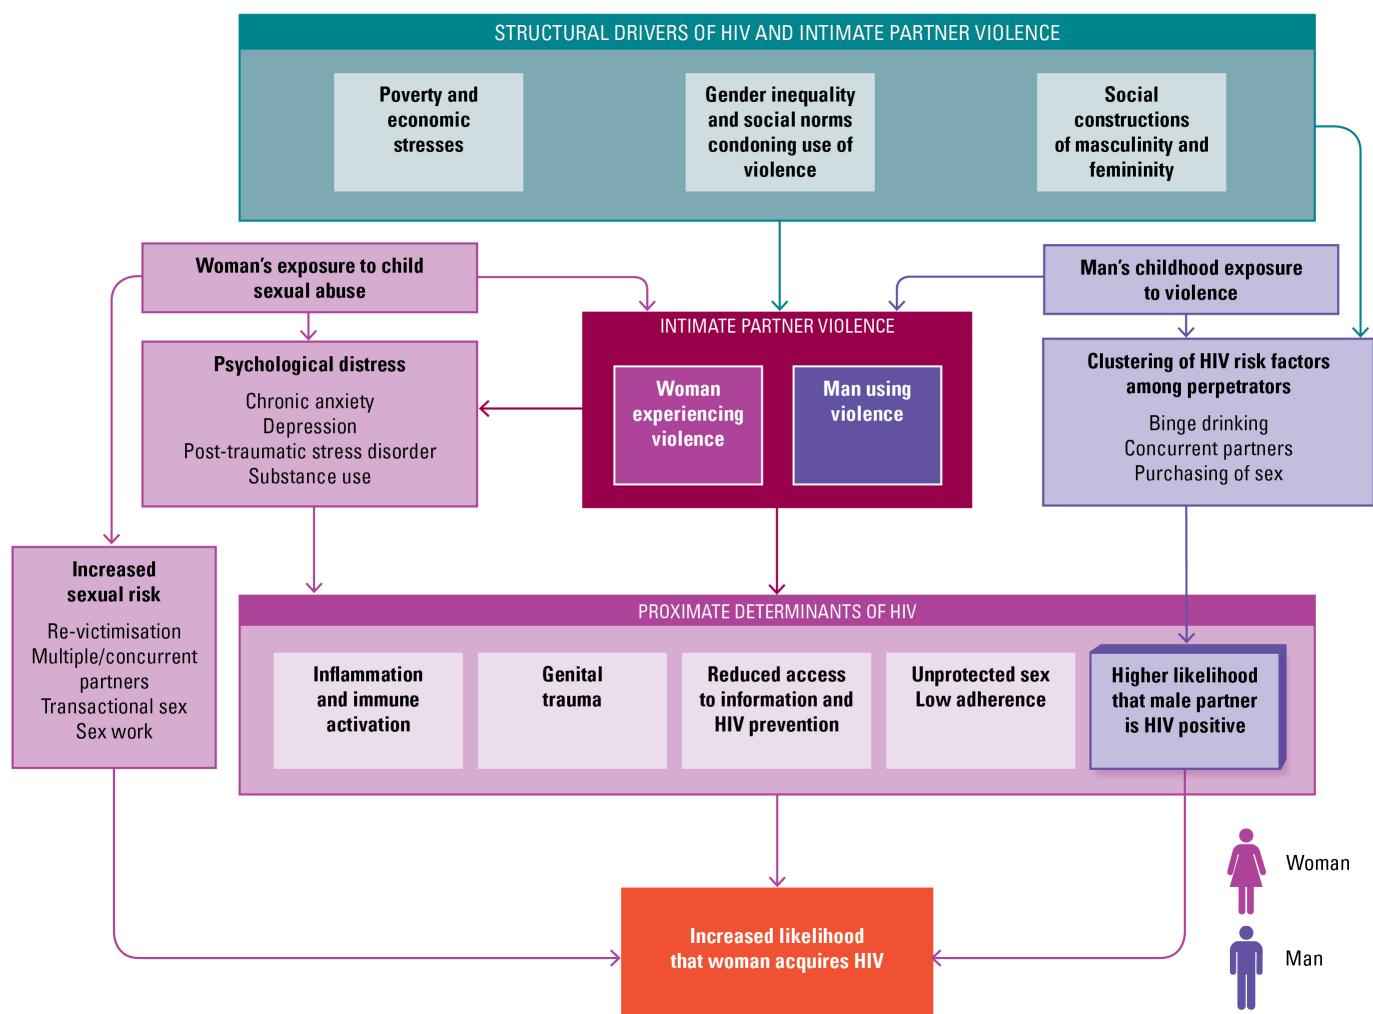 STRUCTURAL DRIVERS OF HIV AND INTIMATE PARTNER VIOLENCE
Poverty and
economic
stresses
Gender inequality
and social norms
condoning use of
violence
Social
constructions
of masculinity and
femininity
Woman’s exposure to child
sexual abuse
Man’s childhood exposure
to violence
INTIMATE PARTNER VIOLENCE
Woman
experiencing
violence
Man using
violence
Psychological distress
Chronic anxiety
Depression
Post-traumatic stress disorder
Substance use
Clustering of HIV risk factors
among perpetrators
Binge drinking
Concurrent partners
Purchasing of sex
Increased
sexual risk
Re-victimisation
Multiple/concurrent
partners
Transactional sex
Sex work
PROXIMATE DETERMINANTS OF HIV
Inflammation
and immune
activation
Genital
trauma
Reduced access
to information and
HIV prevention
Unprotected sex
Low adherence
Higher likelihood
that male partner
is HIV positive
Increased likelihood
that woman acquires HIV
Woman
Man